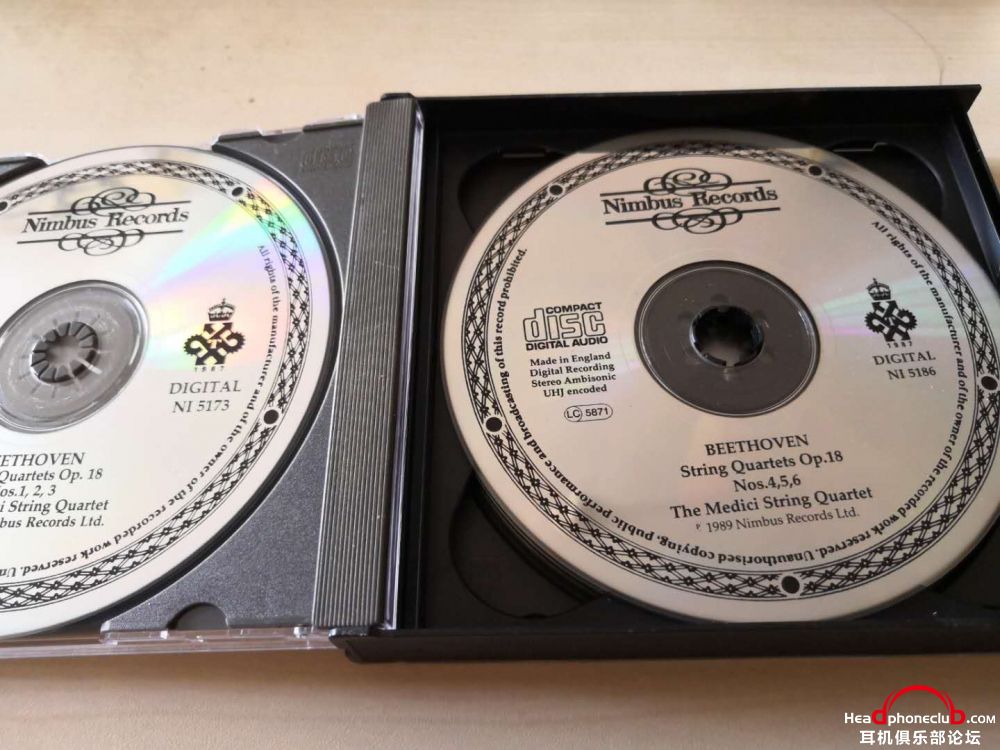 Nimbus Records
All rights of the manufacturer and of the owner of the recorded work reserved.
1987
DIGITAL
NI 5173
Quartets Op. 18
1, 2, 3
String Quartet
Records Ltd.
Nimbus Records
All rights of the manufacturer and of the owner of the recorded work reserved. Unauthorised copying, public performance and broadcasting of this record prohibited.
COMPACT
disc
DIGITAL AUDIO
Made in England
Digital Recording
Stereo Ambisonic
UHJ encoded
LC 5871
1987
DIGITAL
NI 5186
BEETHOVEN
String Quartets Op.18
Nos.4,5,6
The Medici String Quartet
℗ 1989 Nimbus Records Ltd.
Headphoneclub.com
耳机俱乐部论坛